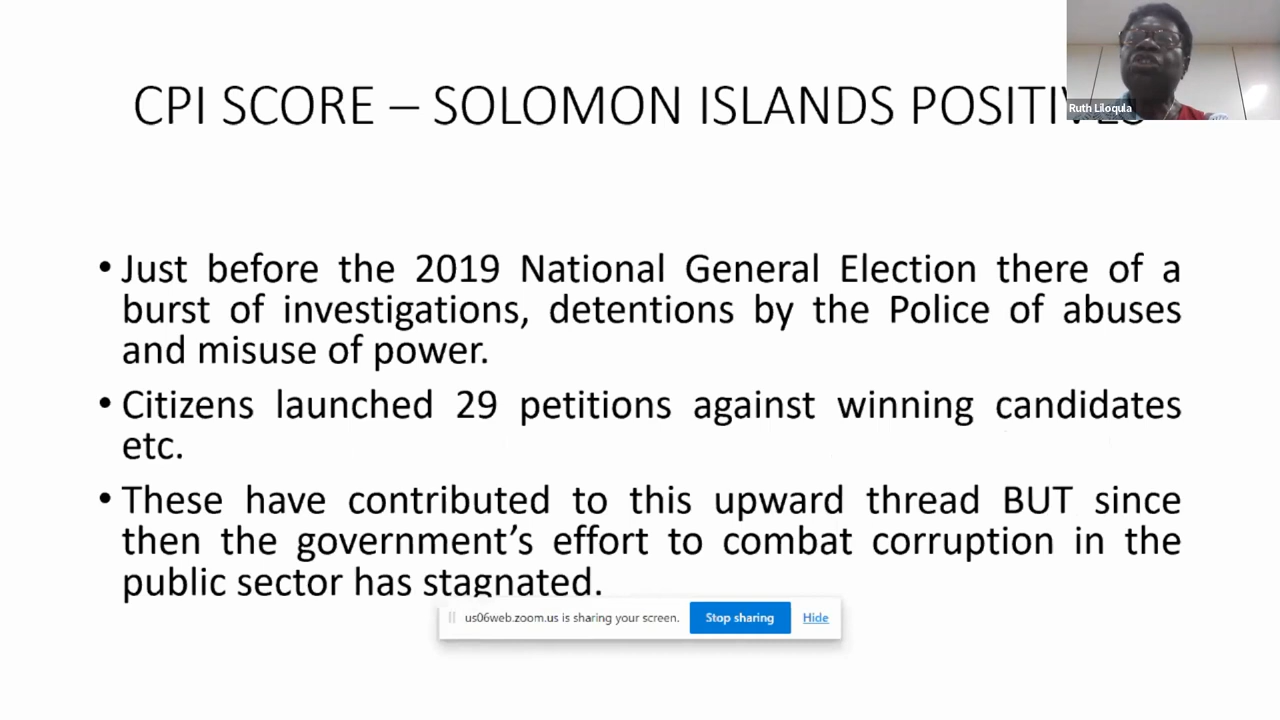 CPI SCORE – SOLOMON ISLANDS POSITIVES
Ruth Liloqula
• Just before the 2019 National General Election there of a
burst of investigations, detentions by the Police of abuses
and misuse of power.
• Citizens launched 29 petitions against winning candidates
etc.
• These have contributed to this upward thread BUT since
then the government’s effort to combat corruption in the
public sector has stagnated.
us06web.zoom.us is sharing your screen. Stop sharing Hide